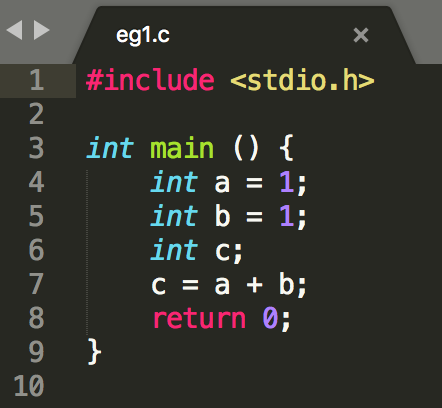 eg1.c ×
1 #include <stdio.h>
2
3 int main () {
4     int a = 1;
5     int b = 1;
6     int c;
7     c = a + b;
8     return 0;
9 }
10